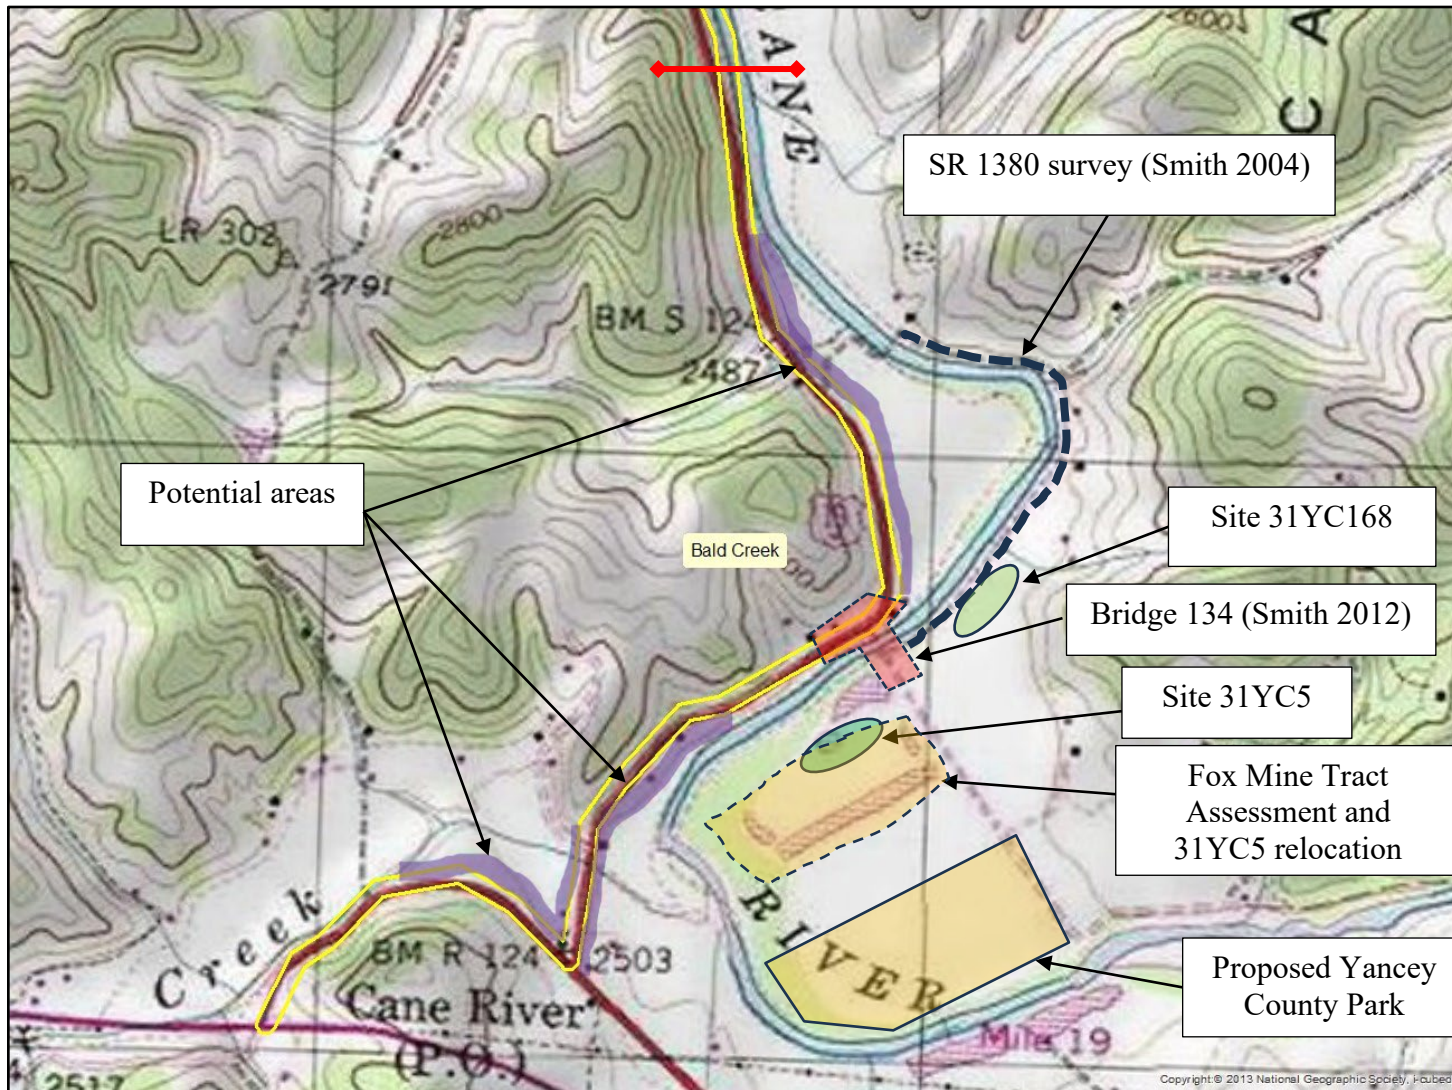 2600
ANE
C A
SR 1380 survey (Smith 2004)
2800
LR 302
2791
BM S 124
2487
Potential areas
Site 31YC168
Bald Creek
Bridge 134 (Smith 2012)
Site 31YC5
Fox Mine Tract
Assessment and
31YC5 relocation
RIVER
Creek
BM R 124
2503
Cane River
(P.O.)
Proposed Yancey
County Park
Mile 19
2517
Copyright:© 2013 National Geographic Society, i-cubed